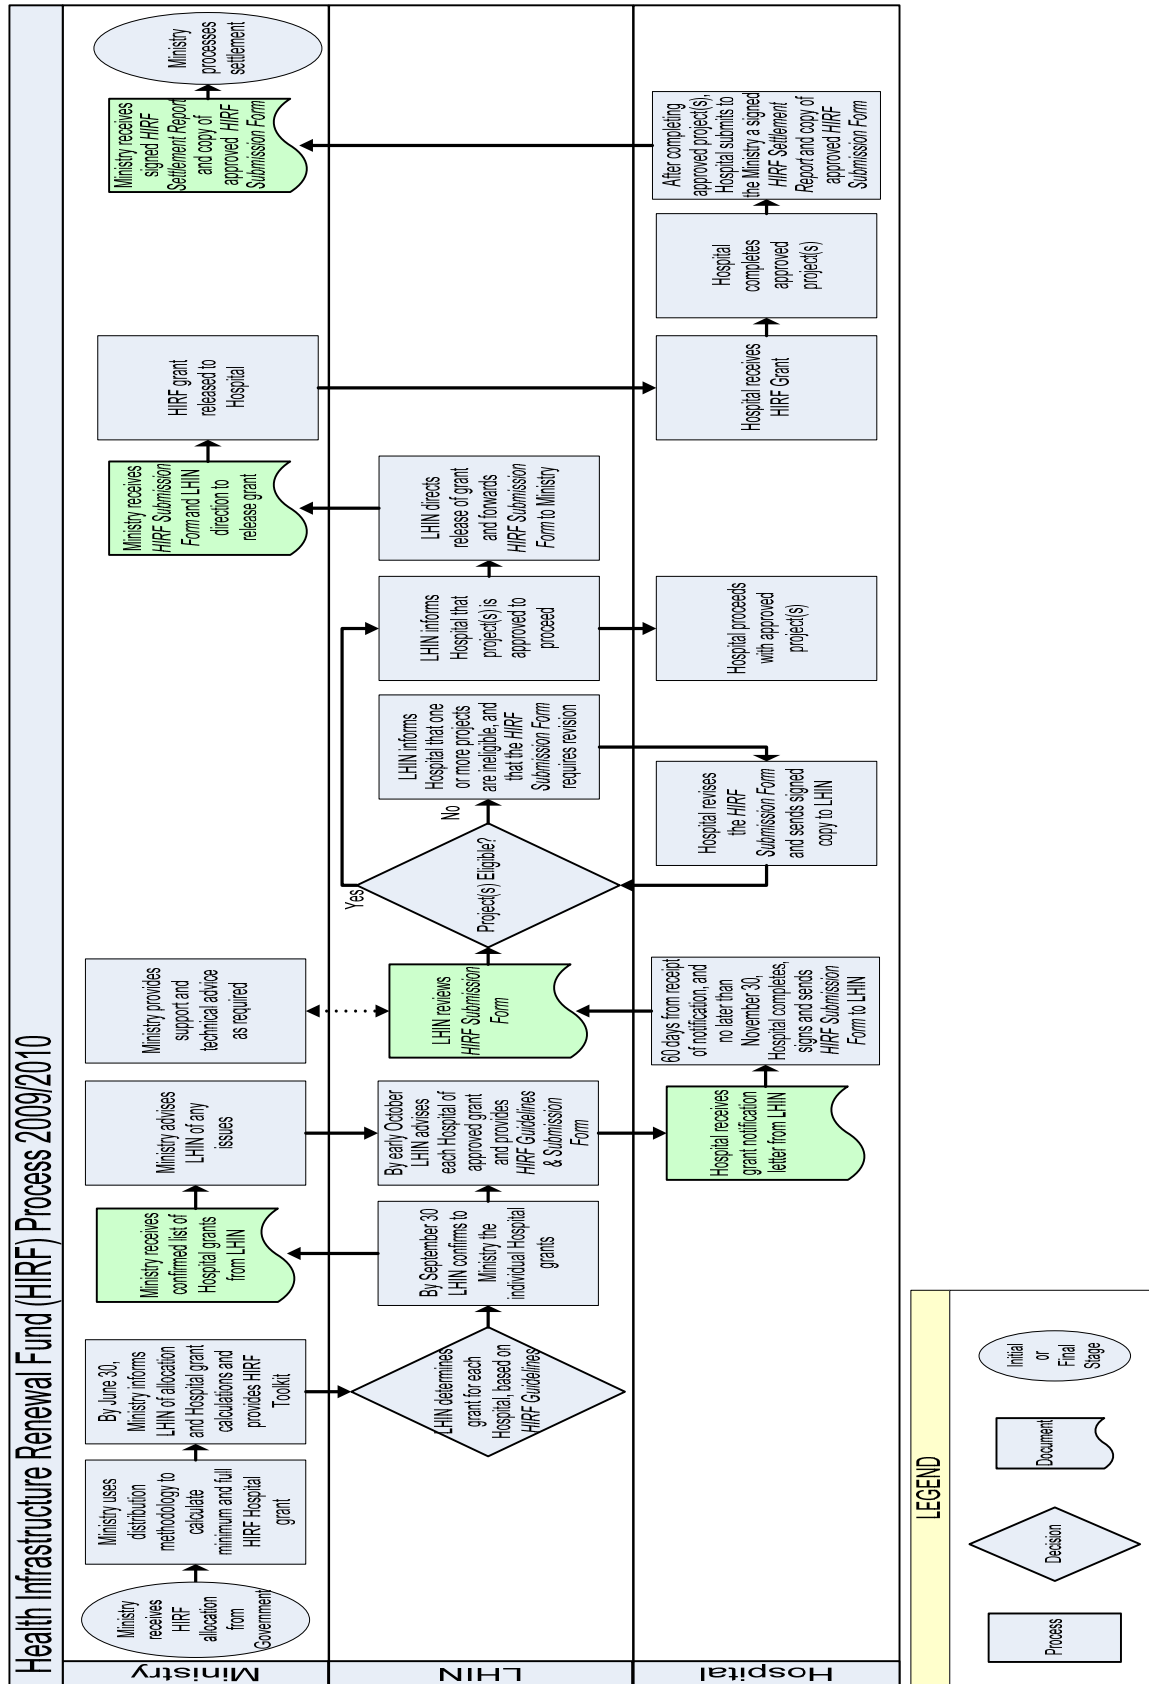 Health Infrastructure Renewal Fund (HIRF) Process 2009/2010
Ministry
Ministry
receives
HIRF
allocation
from
Government
Ministry uses
distribution
methodology to
calculate
minimum and full
HIRF Hospital
grant
By June 30,
Ministry informs
LHIN of allocation
and Hospital grant
calculations and
provides HIRF
Toolkit
Ministry receives
confirmed list of
Hospital grants
from LHIN
Ministry advises
LHIN of any
issues
Ministry provides
support and
technical advice
as required
Ministry receives
HIRF Submission
Form and LHIN
direction to
release grant
HIRF grant
released to
Hospital
Ministry receives
signed HIRF
Settlement Report
and copy of
approved HIRF
Submission Form
Ministry
processes
settlement
LHIN
LHIN determines
grant for each
Hospital, based on
HIRF Guidelines
By September 30
LHIN confirms to
Ministry the
individual Hospital
grants
By early October
LHIN advises
each Hospital of
approved grant
and provides
HIRF Guidelines
& Submission
Form
LHIN reviews
HIRF Submission
Form
Project(s) Eligible?
Yes
No
LHIN informs
Hospital that one
or more projects
are ineligible, and
that the HIRF
Submission Form
requires revision
LHIN informs
Hospital that
project(s) is
approved to
proceed
LHIN directs
release of grant
and forwards
HIRF Submission
Form to Ministry
Hospital
Hospital receives
grant notification
letter from LHIN
60 days from receipt
of notification, and
no later than
November 30,
Hospital completes,
signs and sends
HIRF Submission
Form to LHIN
Hospital revises
the HIRF
Submission Form
and sends signed
copy to LHIN
Hospital proceeds
with approved
project(s)
Hospital receives
HIRF Grant
Hospital
completes
approved
project(s)
After completing
approved project(s),
Hospital submits to
the Ministry a signed
HIRF Settlement
Report and copy of
approved HIRF
Submission Form
LEGEND
Process
Decision
Document
Initial
or
Final
Stage